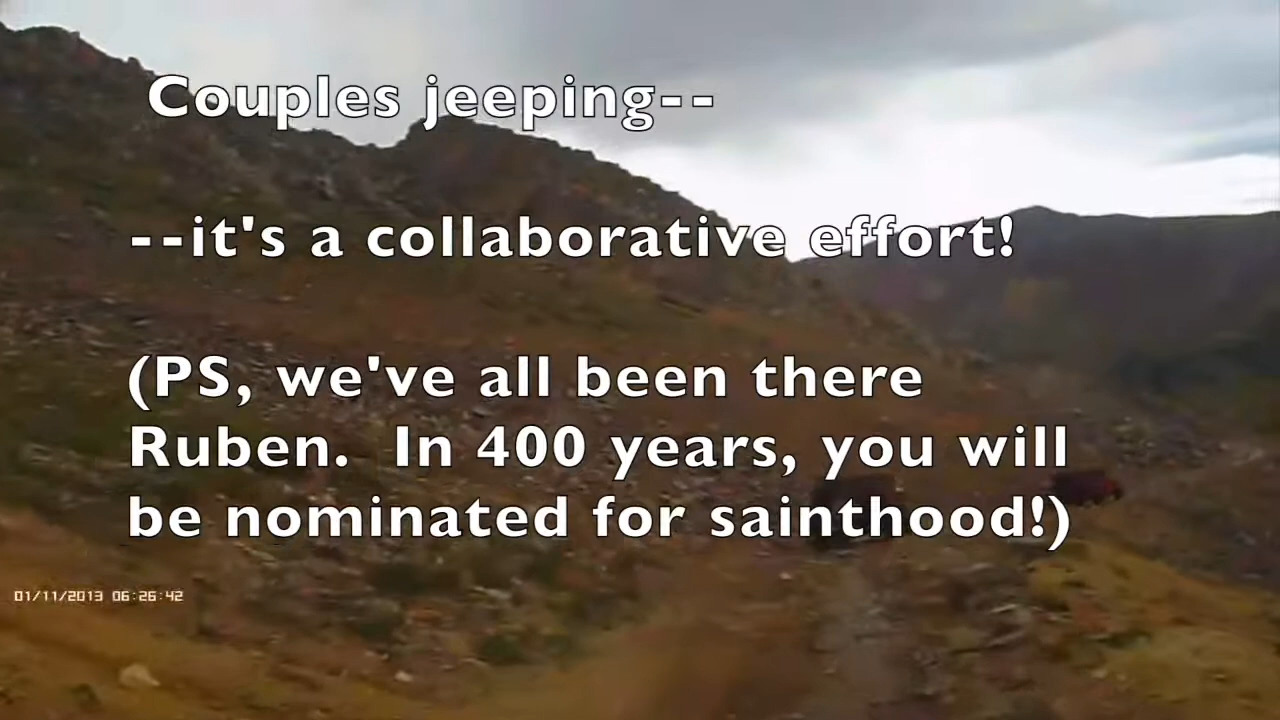 Couples jeeping--
--it's a collaborative effort!
(PS, we've all been there
Ruben.  In 400 years, you will
be nominated for sainthood!)
01/11/2013 06:26:42